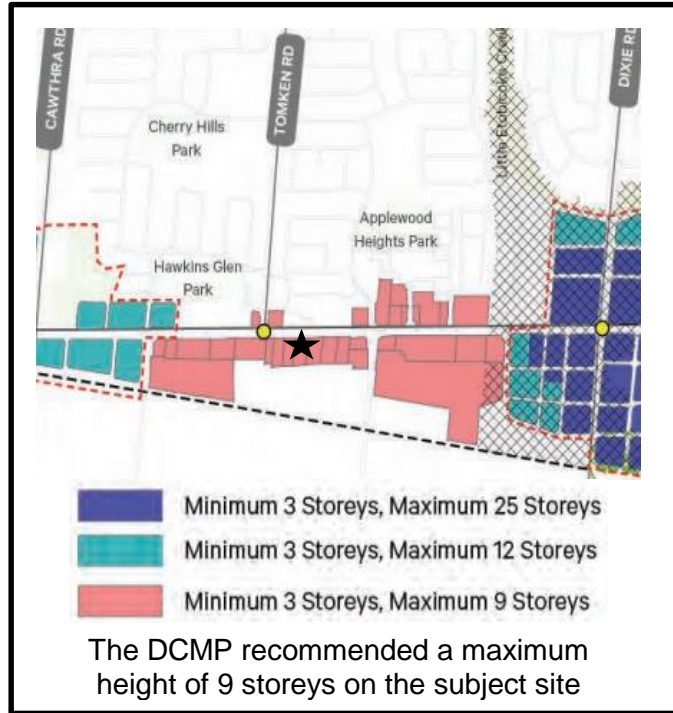 CAWTHRA RD
TOMKEN RD
DIXIE RD
Little Etobicoke Creek
Cherry Hills
Park
Applewood
Heights Park
Hawkins Glen
Park
Minimum 3 Storeys, Maximum 25 Storeys
Minimum 3 Storeys, Maximum 12 Storeys
Minimum 3 Storeys, Maximum 9 Storeys
The DCMP recommended a maximum
height of 9 storeys on the subject site